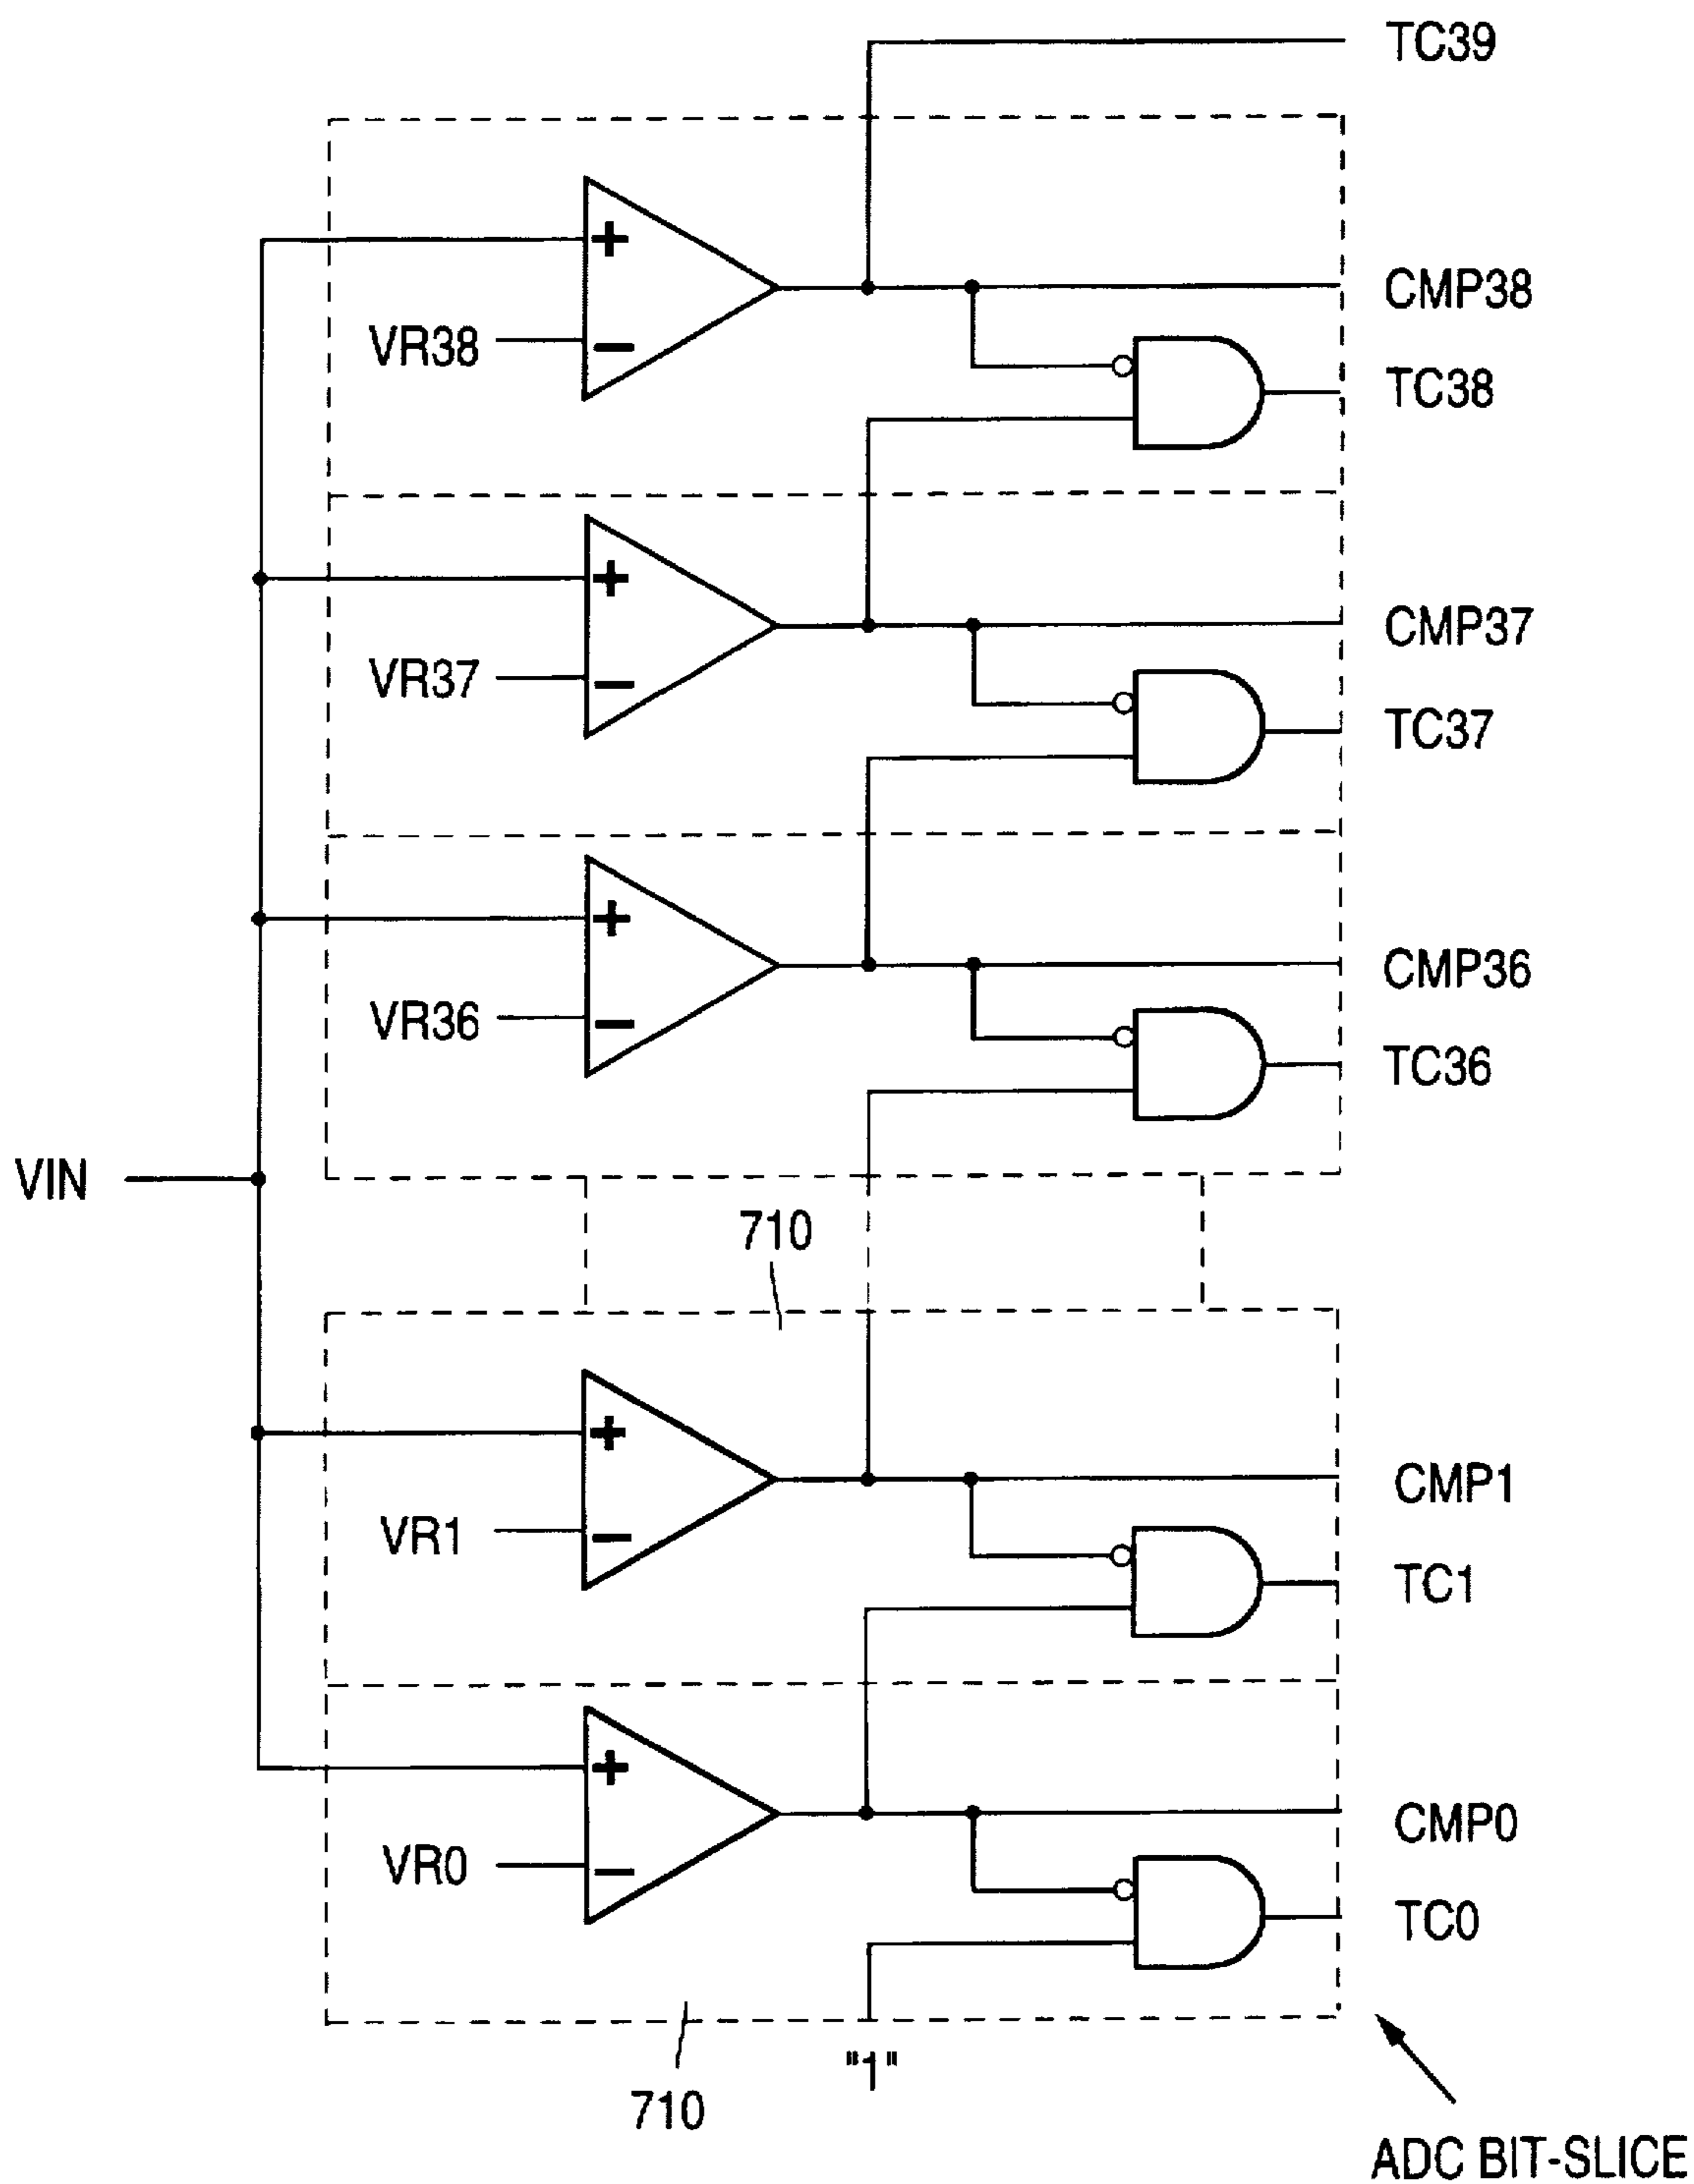 TC39
+
CMP38
VR38
−
TC38
+
CMP37
VR37
−
TC37
+
CMP36
VR36
−
TC36
VIN
710
+
CMP1
VR1
−
TC1
+
CMP0
VR0
−
TC0
"1"
710
ADC BIT-SLICE